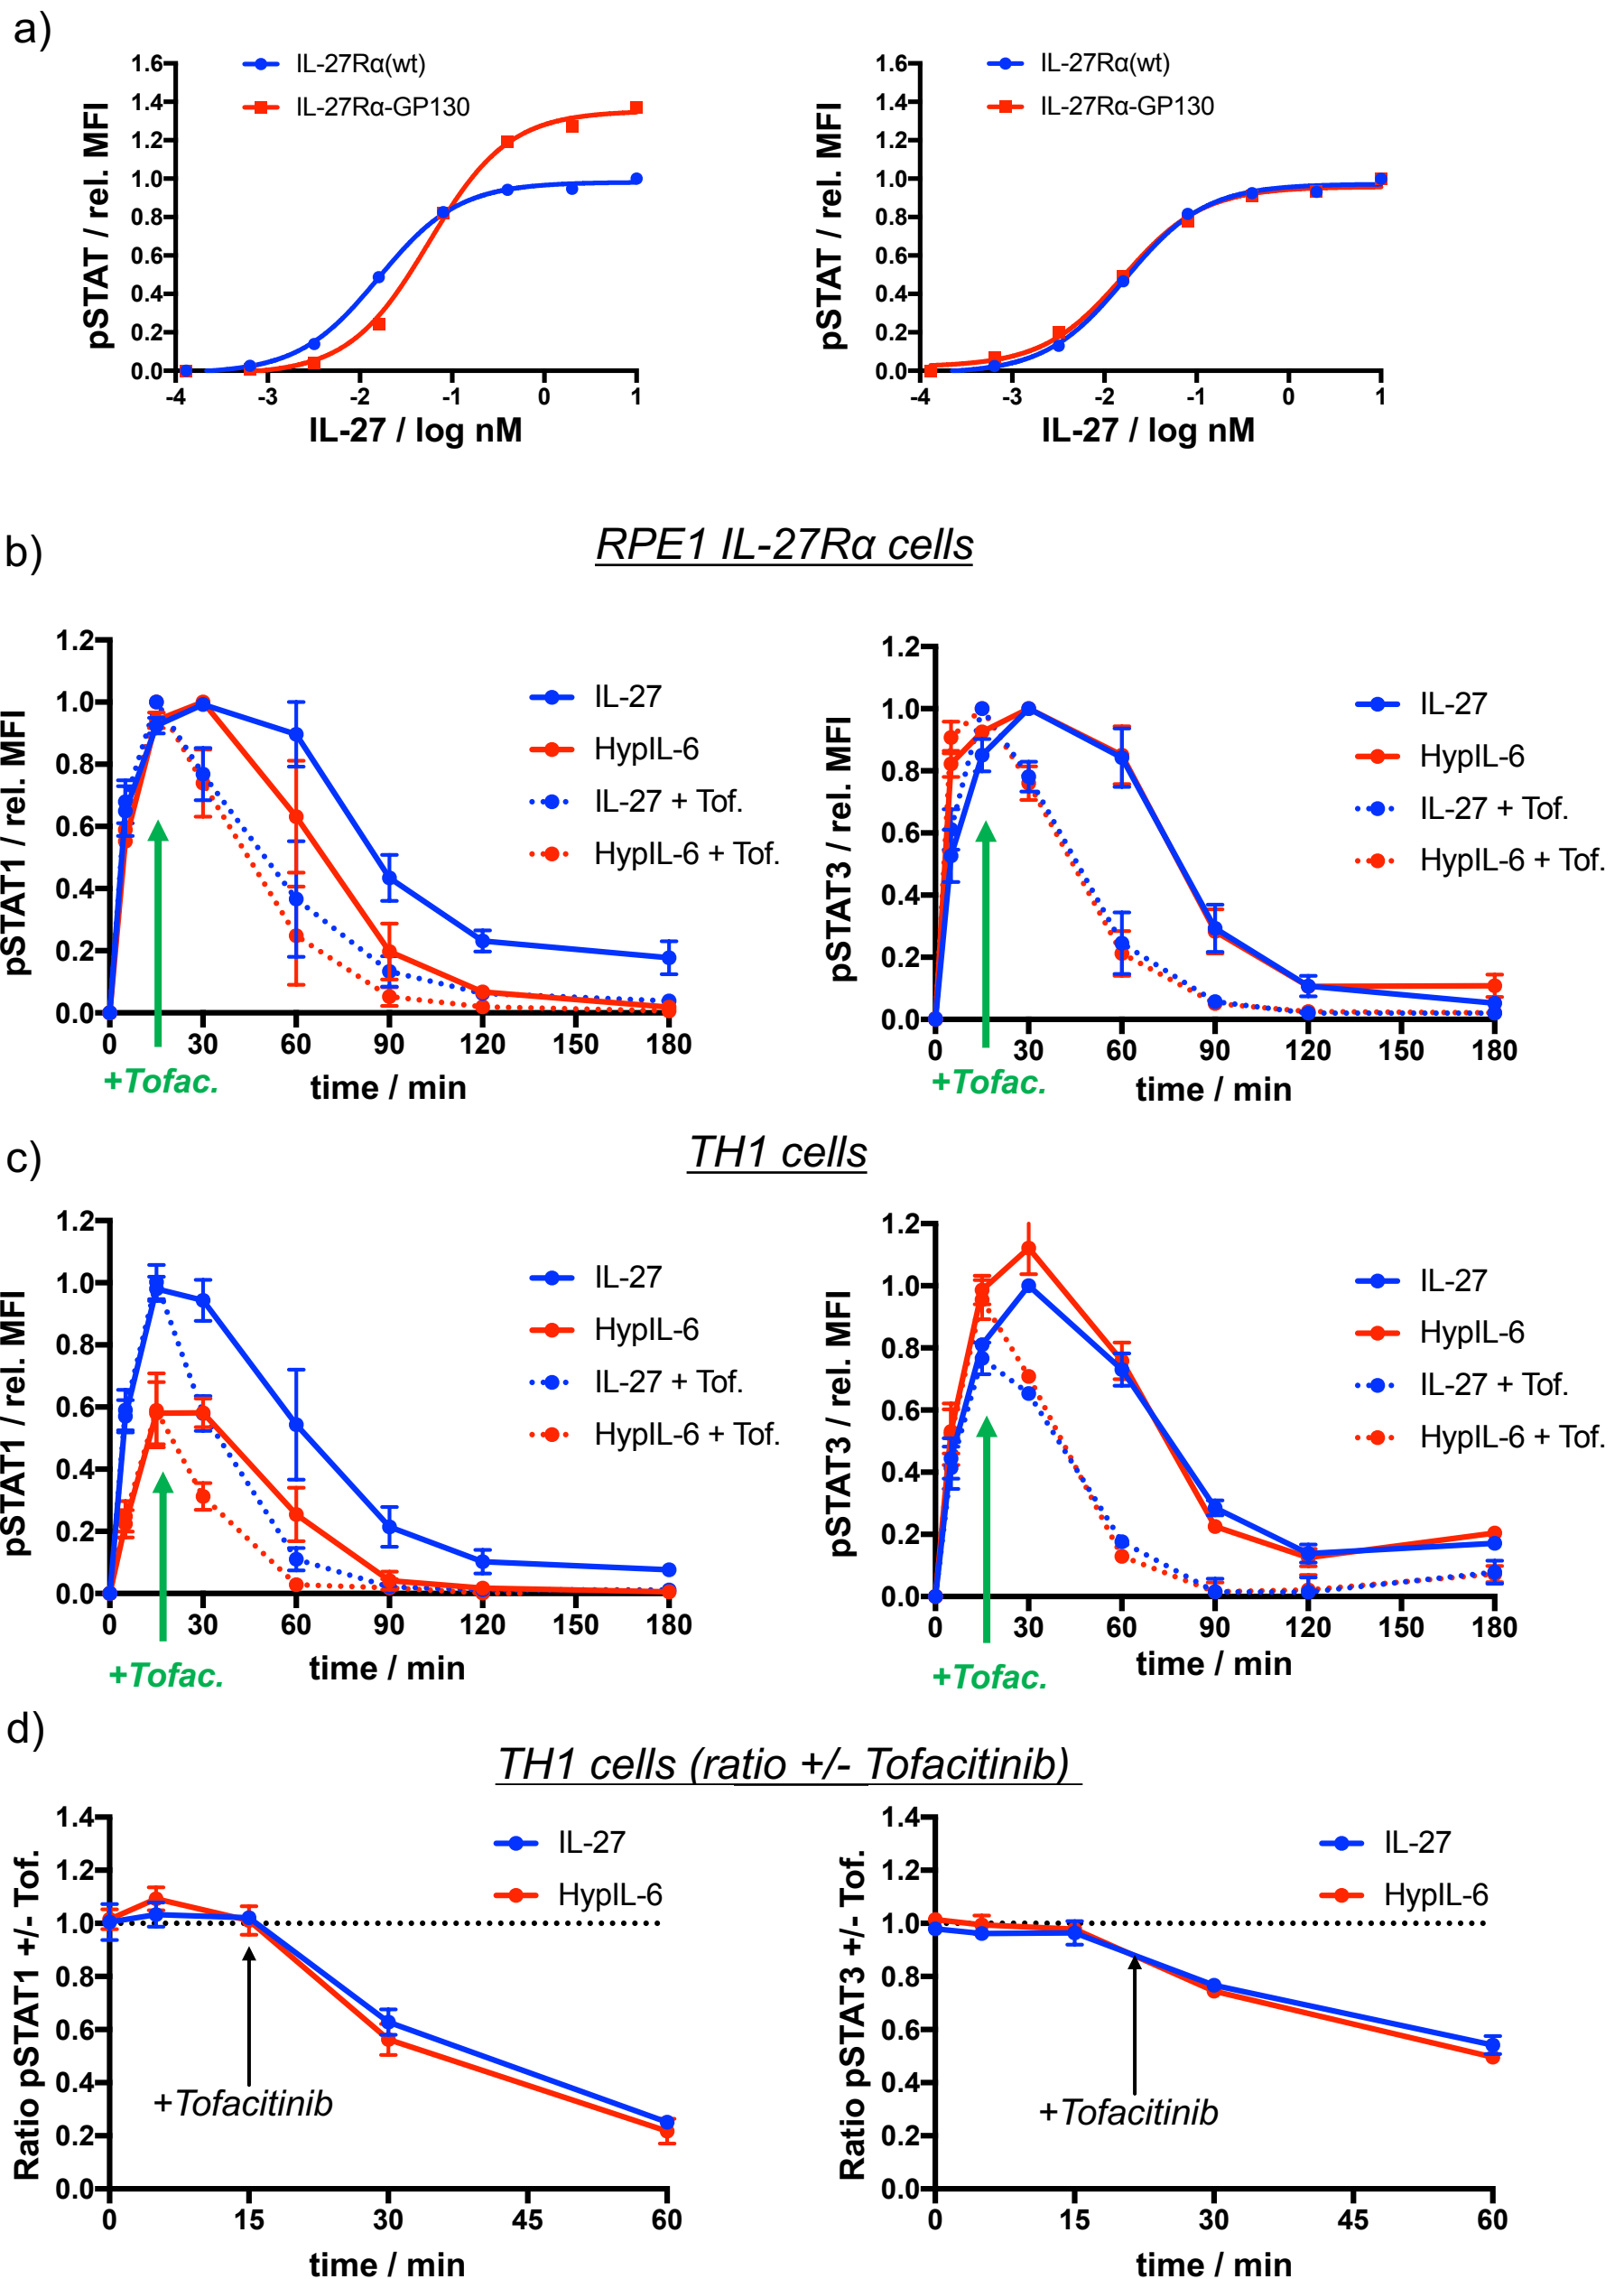 a)
IL-27Rα(wt)
IL-27Rα-GP130
pSTAT / rel. MFI
1.6
1.4
1.2
1.0
0.8
0.6
0.4
0.2
0.0
-4 -3 -2 -1 0 1
IL-27 / log nM
IL-27Rα(wt)
IL-27Rα-GP130
pSTAT / rel. MFI
1.6
1.4
1.2
1.0
0.8
0.6
0.4
0.2
0.0
-4 -3 -2 -1 0 1
IL-27 / log nM
b)
RPE1 IL-27Rα cells
pSTAT1 / rel. MFI
1.2
1.0
0.8
0.6
0.4
0.2
0.0
IL-27
HypIL-6
IL-27 + Tof.
HypIL-6 + Tof.
0 30 60 90 120 150 180
+Tofac.
time / min
pSTAT3 / rel. MFI
1.2
1.0
0.8
0.6
0.4
0.2
0.0
IL-27
HypIL-6
IL-27 + Tof.
HypIL-6 + Tof.
0 30 60 90 120 150 180
+Tofac.
time / min
c)
TH1 cells
pSTAT1 / rel. MFI
1.2
1.0
0.8
0.6
0.4
0.2
0.0
IL-27
HypIL-6
IL-27 + Tof.
HypIL-6 + Tof.
0 30 60 90 120 150 180
+Tofac.
time / min
pSTAT3 / rel. MFI
1.2
1.0
0.8
0.6
0.4
0.2
0.0
IL-27
HypIL-6
IL-27 + Tof.
HypIL-6 + Tof.
0 30 60 90 120 150 180
+Tofac.
time / min
d)
TH1 cells (ratio +/- Tofacitinib)
Ratio pSTAT1 +/- Tof.
1.4
1.2
1.0
0.8
0.6
0.4
0.2
0.0
IL-27
HypIL-6
+Tofacitinib
0 15 30 45 60
time / min
Ratio pSTAT3 +/- Tof.
1.4
1.2
1.0
0.8
0.6
0.4
0.2
0.0
IL-27
HypIL-6
+Tofacitinib
0 15 30 45 60
time / min